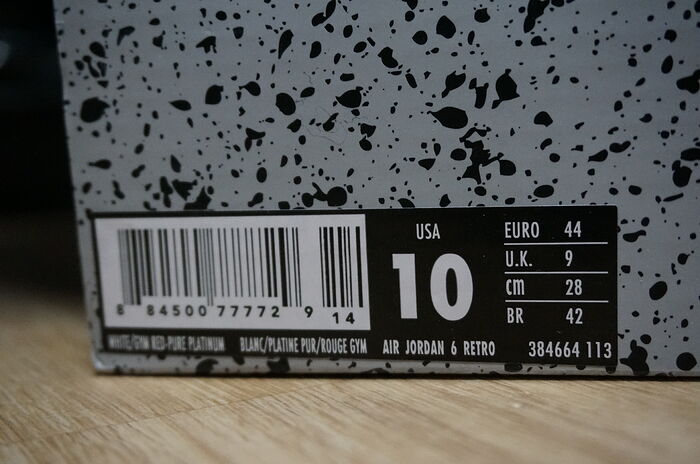 USA
10
EURO 44
U.K. 9
cm 28
BR 42
8 84500 77772 9 14
WHITE/GYM RED-PURE PLATINUM BLANC/PLATINE PUR/ROUGE GYM AIR JORDAN 6 RETRO 384664 113